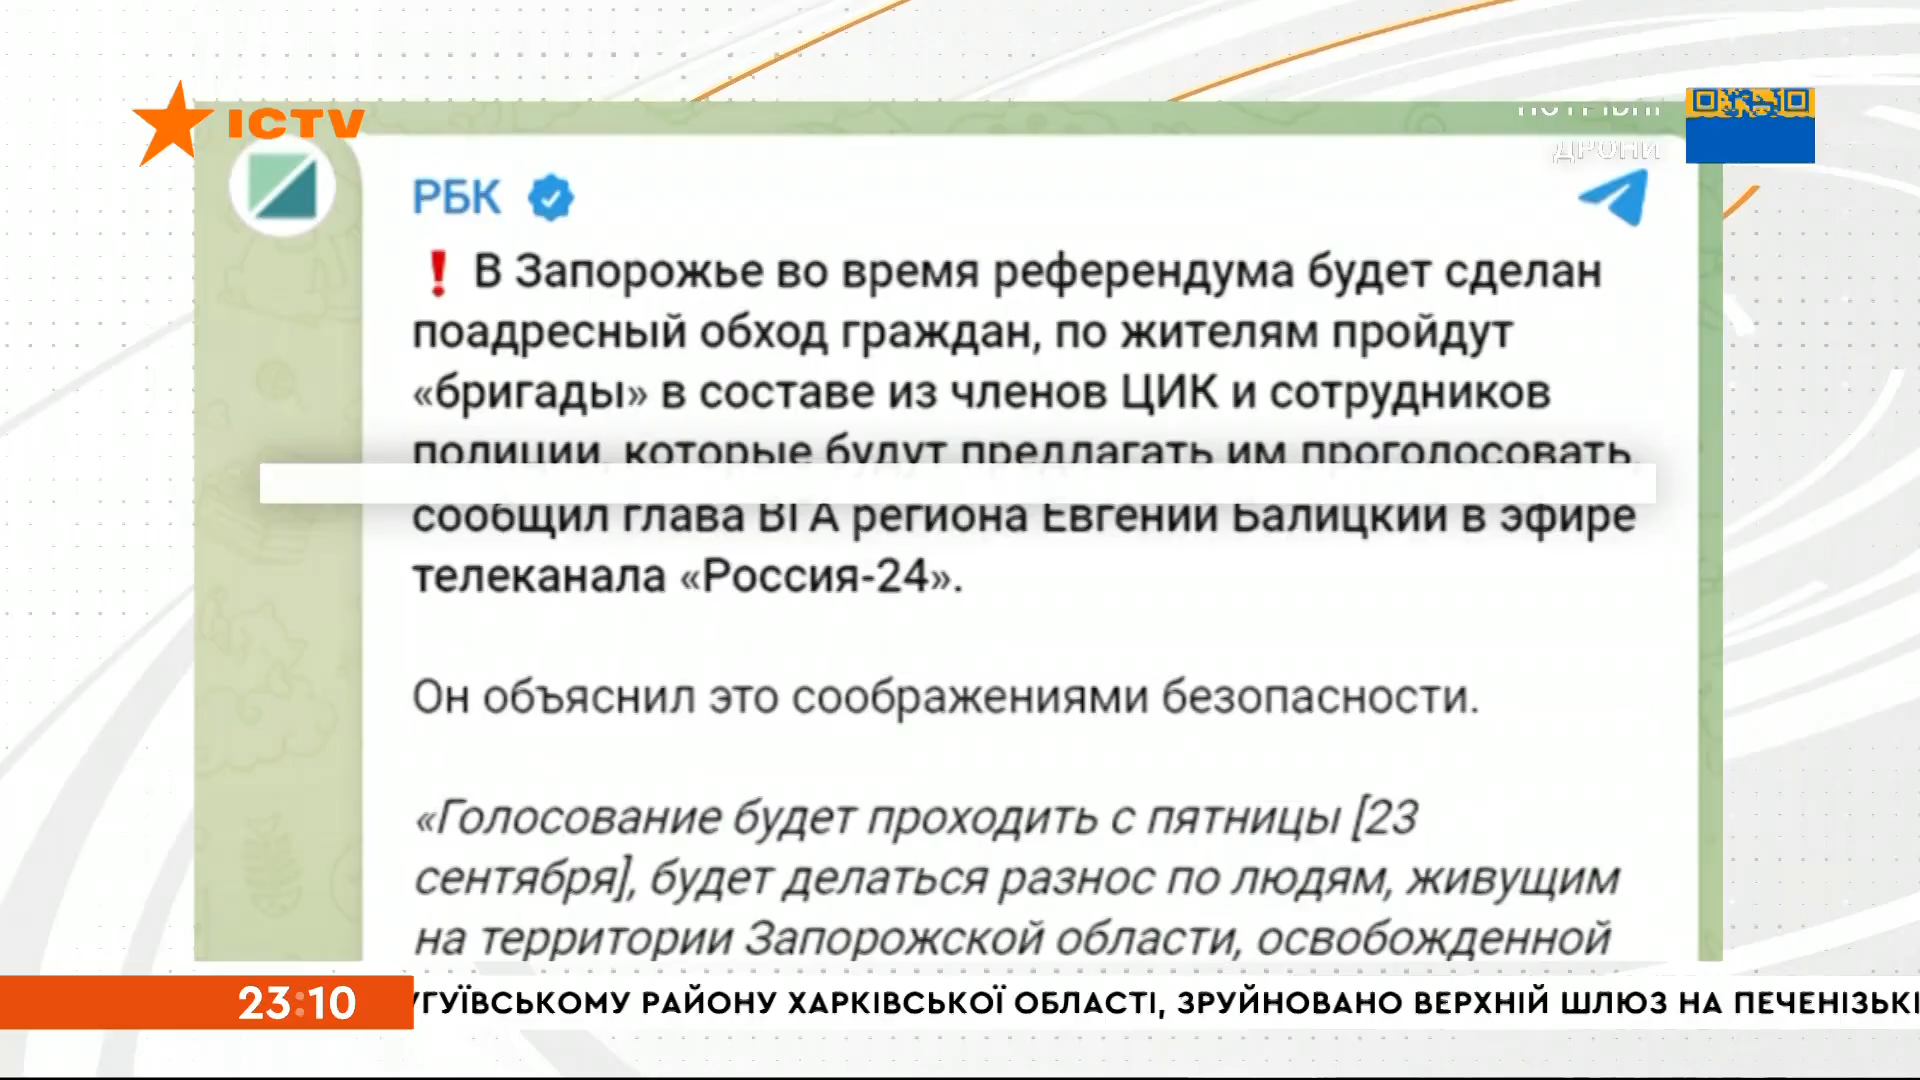 ICTV
ПОТРІБНІ
ДРОНИ
РБК
❗ В Запорожье во время референдума будет сделан
поадресный обход граждан, по жителям пройдут
«бригады» в составе из членов ЦИК и сотрудников
полиции, которые будут предлагать им проголосовать,
сообщил глава ВГА региона Евгений Балицкий в эфире
телеканала «Россия-24».
Он объяснил это соображениями безопасности.
«Голосование будет проходить с пятницы [23
сентября], будет делаться разнос по людям, живущим
на территории Запорожской области, освобожденной
23:10
УГУЇВСЬКОМУ РАЙОНУ ХАРКІВСЬКОЇ ОБЛАСТІ, ЗРУЙНОВАНО ВЕРХНІЙ ШЛЮЗ НА ПЕЧЕНІЗЬКІ